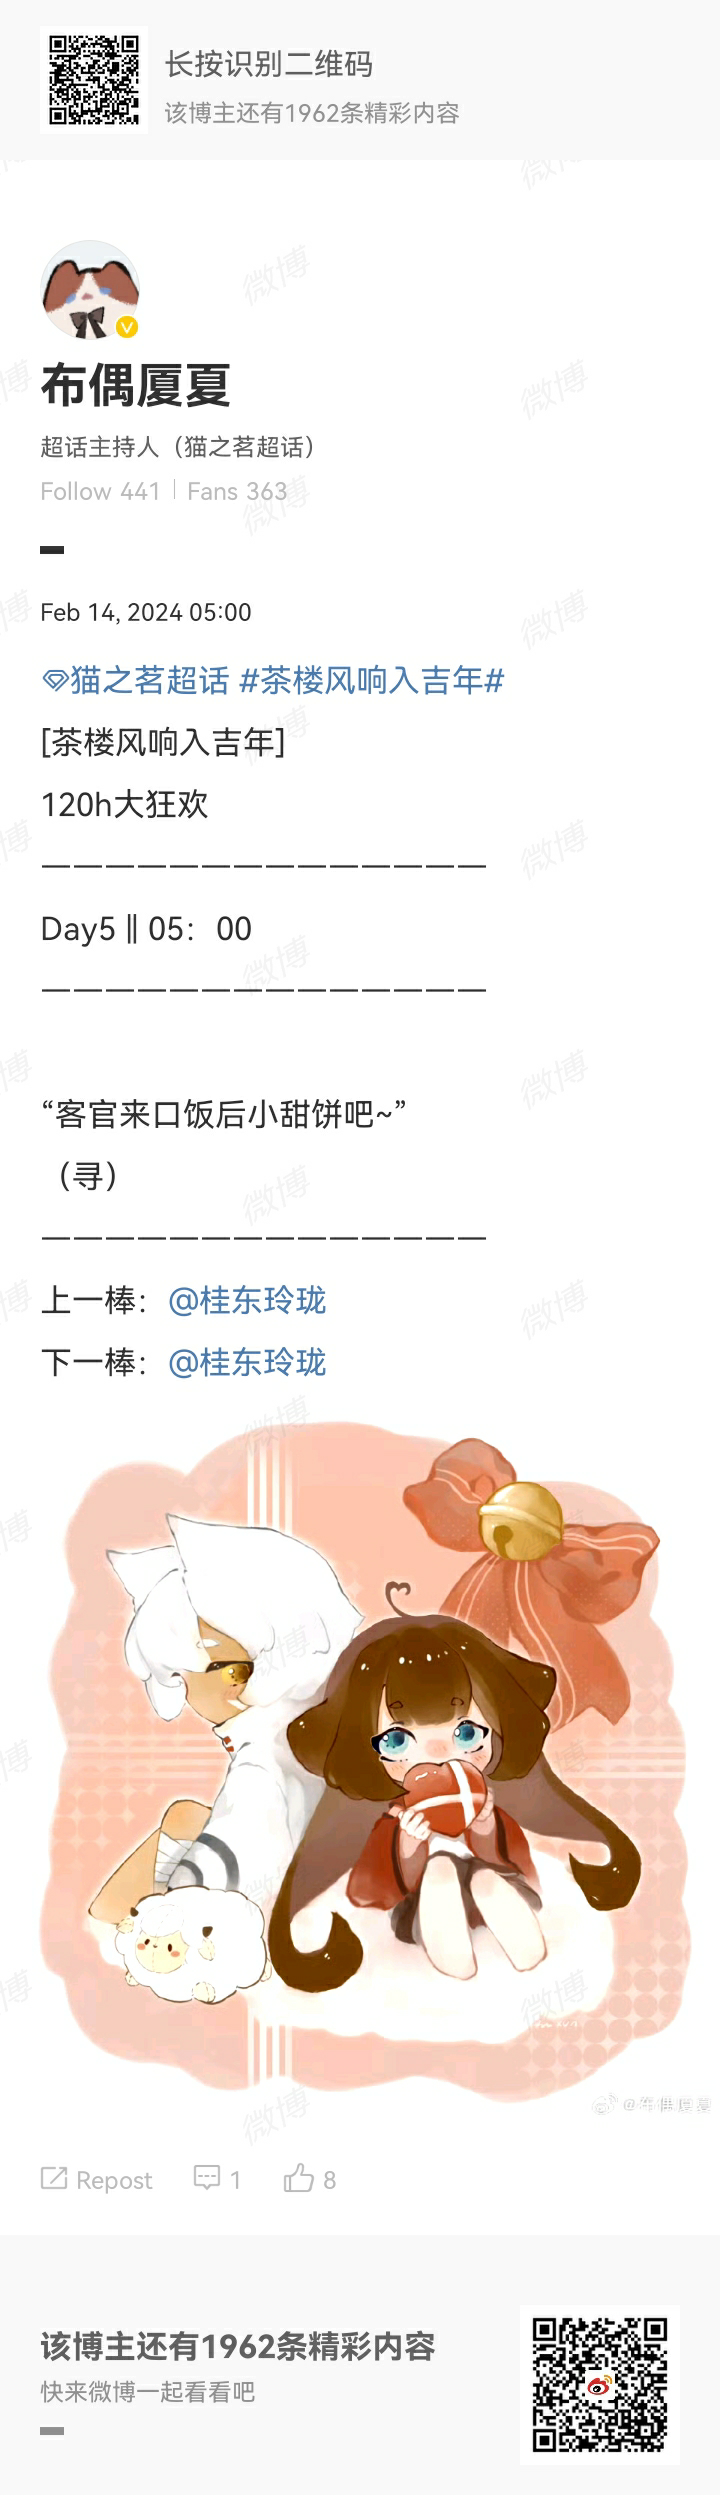 长按识别二维码
该博主还有1962条精彩内容
布偶厦夏
超话主持人（猫之茗超话）
Follow 441 | Fans 363
Feb 14, 2024 05:00
猫之茗超话 #茶楼风响入吉年#
[茶楼风响入吉年]
120h大狂欢
——————————————
Day5 || 05：00
——————————————
“客官来口饭后小甜饼吧~”
（寻）
——————————————
上一棒：@桂东玲珑
下一棒：@桂东玲珑
@布偶厦夏
Repost 1 8
该博主还有1962条精彩内容
快来微博一起看看吧
微博